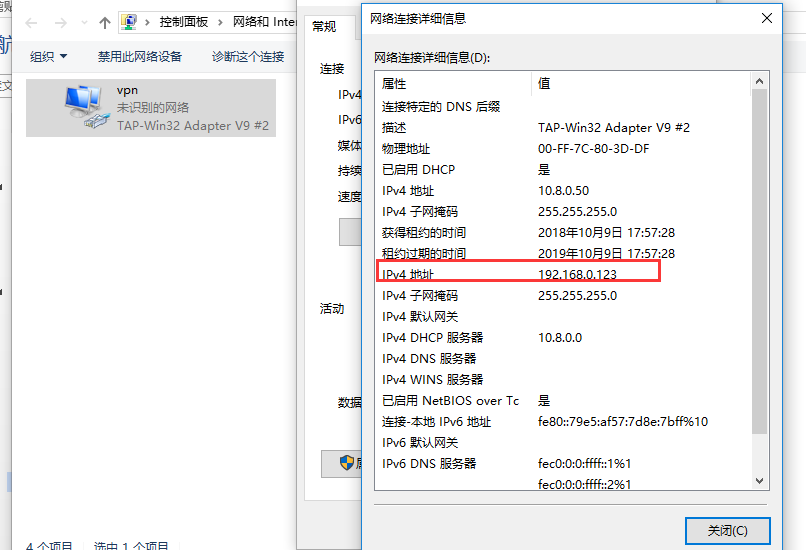 控制面板 › 网络和
组织 禁用此网络设备 诊断这个连接
vpn
未识别的网络
TAP-Win32 Adapter V9 #2
4 个项目 选中 1 个项目
常规
连接
IPv4
IPv6
媒体
持续
速度
活动
数据
网络连接详细信息
网络连接详细信息(D):
属性 值
连接特定的 DNS 后缀
描述 TAP-Win32 Adapter V9 #2
物理地址 00-FF-7C-80-3D-DF
已启用 DHCP 是
IPv4 地址 10.8.0.50
IPv4 子网掩码 255.255.255.0
获得租约的时间 2018年10月9日 17:57:28
租约过期的时间 2019年10月9日 17:57:28
IPv4 地址 192.168.0.123
IPv4 子网掩码 255.255.255.0
IPv4 默认网关
IPv4 DHCP 服务器 10.8.0.0
IPv4 DNS 服务器
IPv4 WINS 服务器
已启用 NetBIOS over Tc 是
连接-本地 IPv6 地址 fe80::79e5:af57:7d8e:7bff%10
IPv6 默认网关
IPv6 DNS 服务器 fec0:0:0:ffff::1%1
fec0:0:0:ffff::2%1
关闭(C)